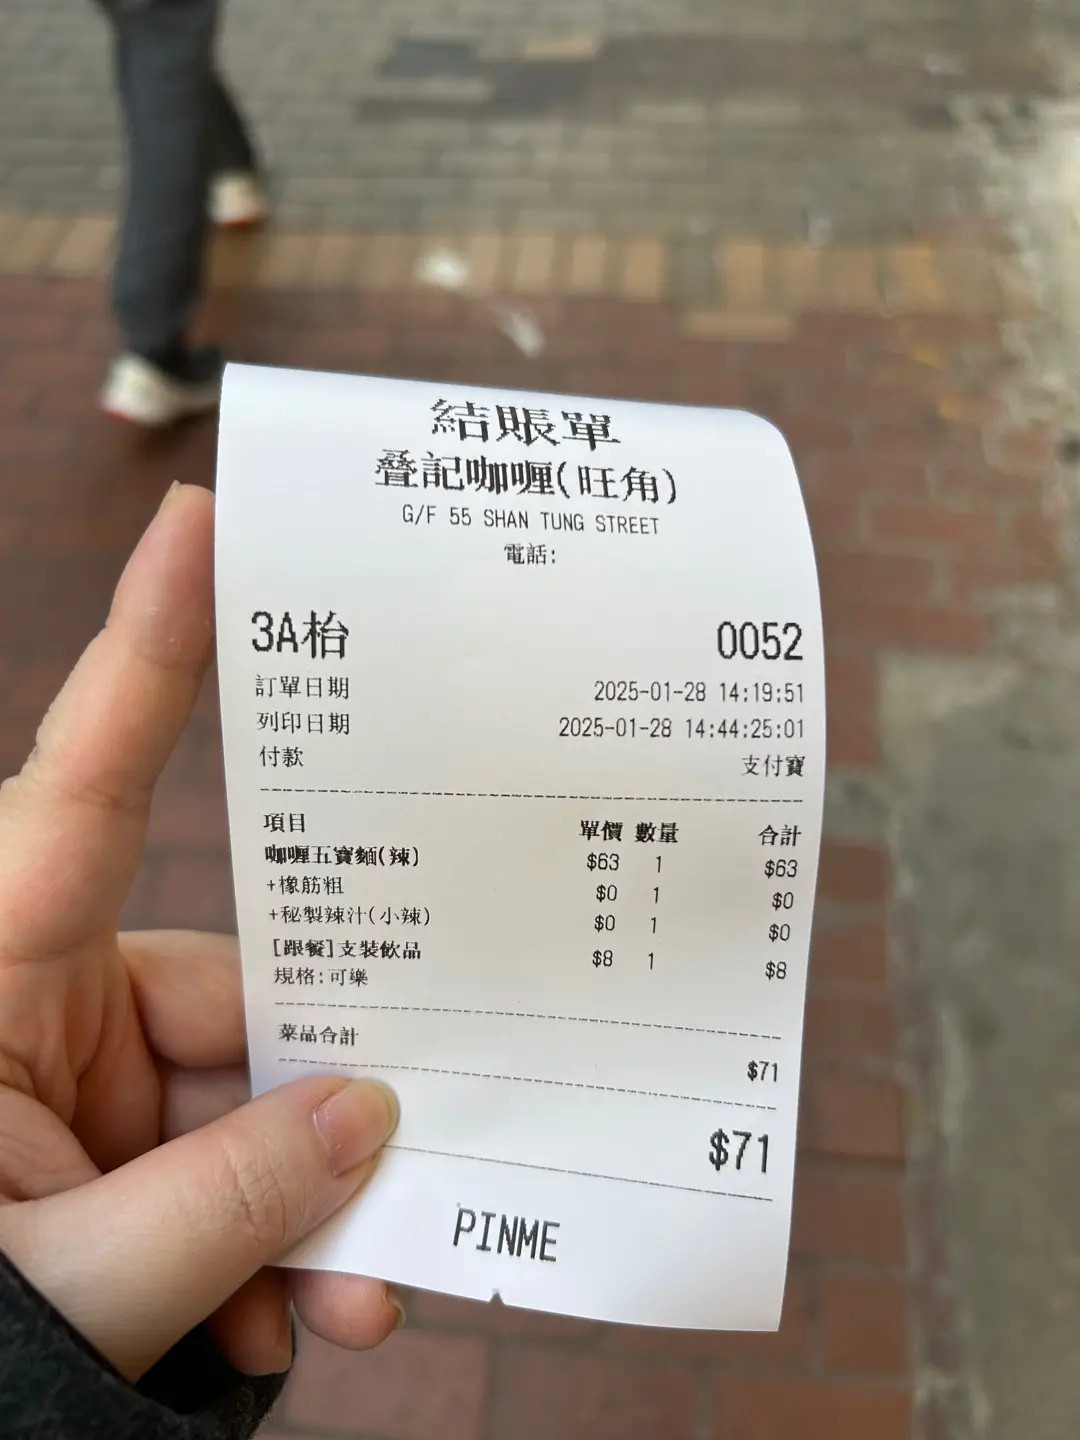 結賬單
叠記咖喱(旺角)
G/F 55 SHAN TUNG STREET
電話:
3A枱 0052
訂單日期 2025-01-28 14:19:51
列印日期 2025-01-28 14:44:25:01
付款 支付寶
項目 單價 數量 合計
咖喱五寶麵(辣) $63 1 $63
+橡筋粗 $0 1 $0
+秘製辣汁(小辣) $0 1 $0
[跟餐]支裝飲品 $8 1 $8
規格:可樂
菜品合計 $71
$71
PINME